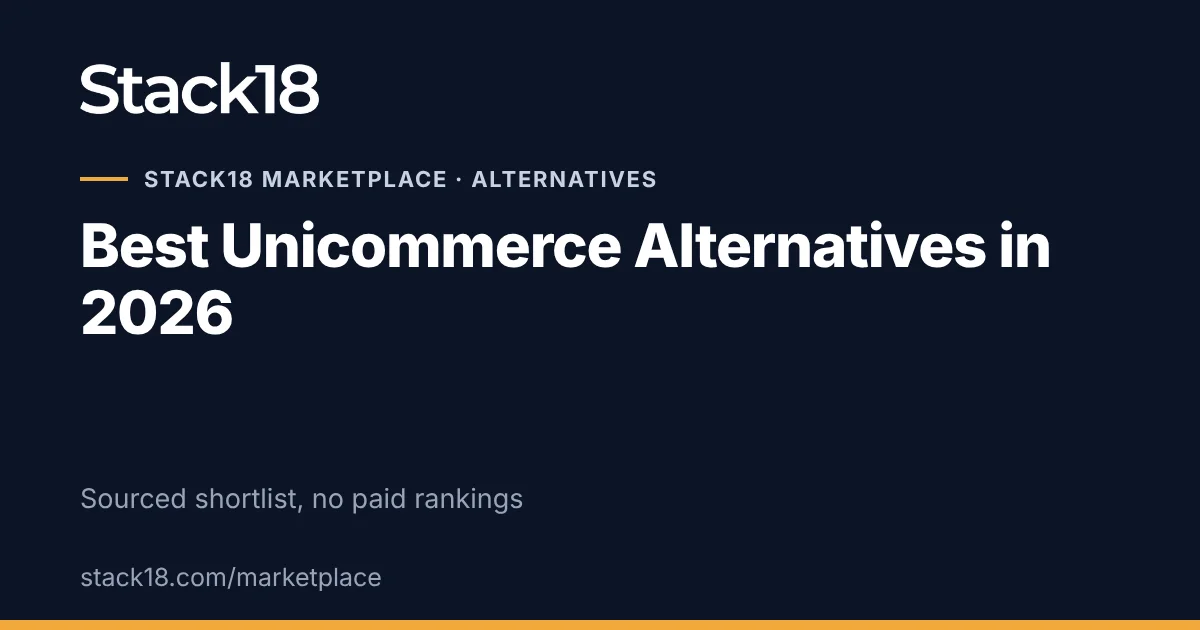 Stack18
STACK18 MARKETPLACE · ALTERNATIVES
Best Unicommerce Alternatives in
2026
Sourced shortlist, no paid rankings
stack18.com/marketplace